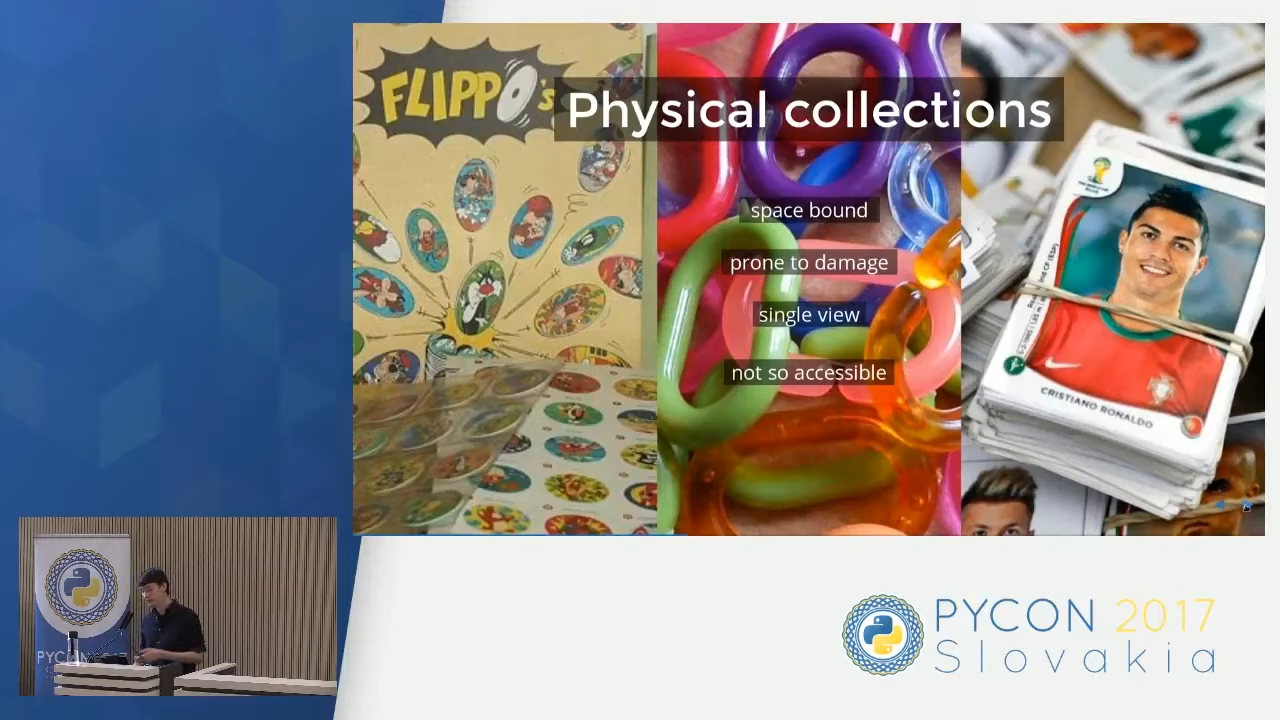 FLIPPO's
Physical collections
space bound
prone to damage
single view
not so accessible
CRISTIANO RONALDO
PYCON 2017
Slovakia